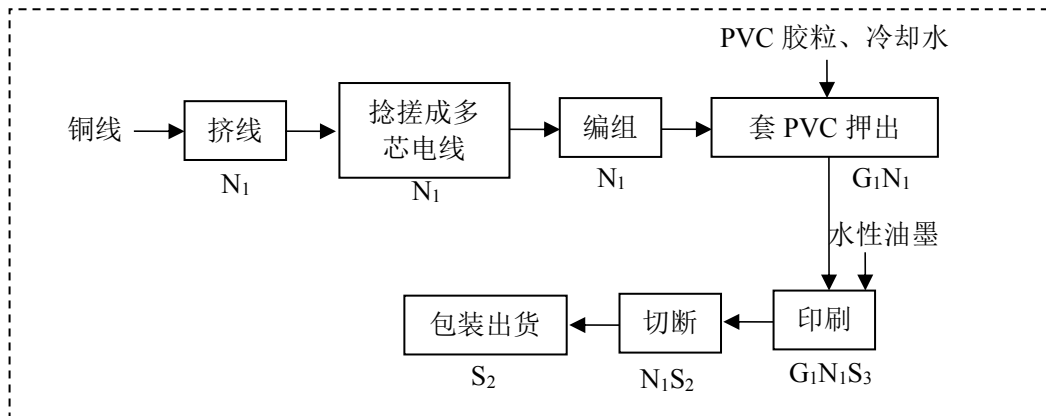 PVC 胶粒、冷却水
铜线
挤线
捻搓成多
芯电线
编组
套 PVC 押出
N₁
N₁
N₁
G₁N₁
水性油墨
包装出货
切断
印刷
S₂
N₁S₂
G₁N₁S₃